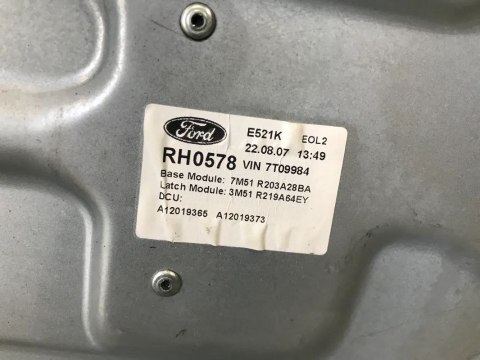 Ford E521K EOL2
22.08.07 13:49
RH0578 VIN 7T09984
Base Module: 7M51 R203A28BA
Latch Module: 3M51 R219A64EY
DCU:
A12019365 A12019373